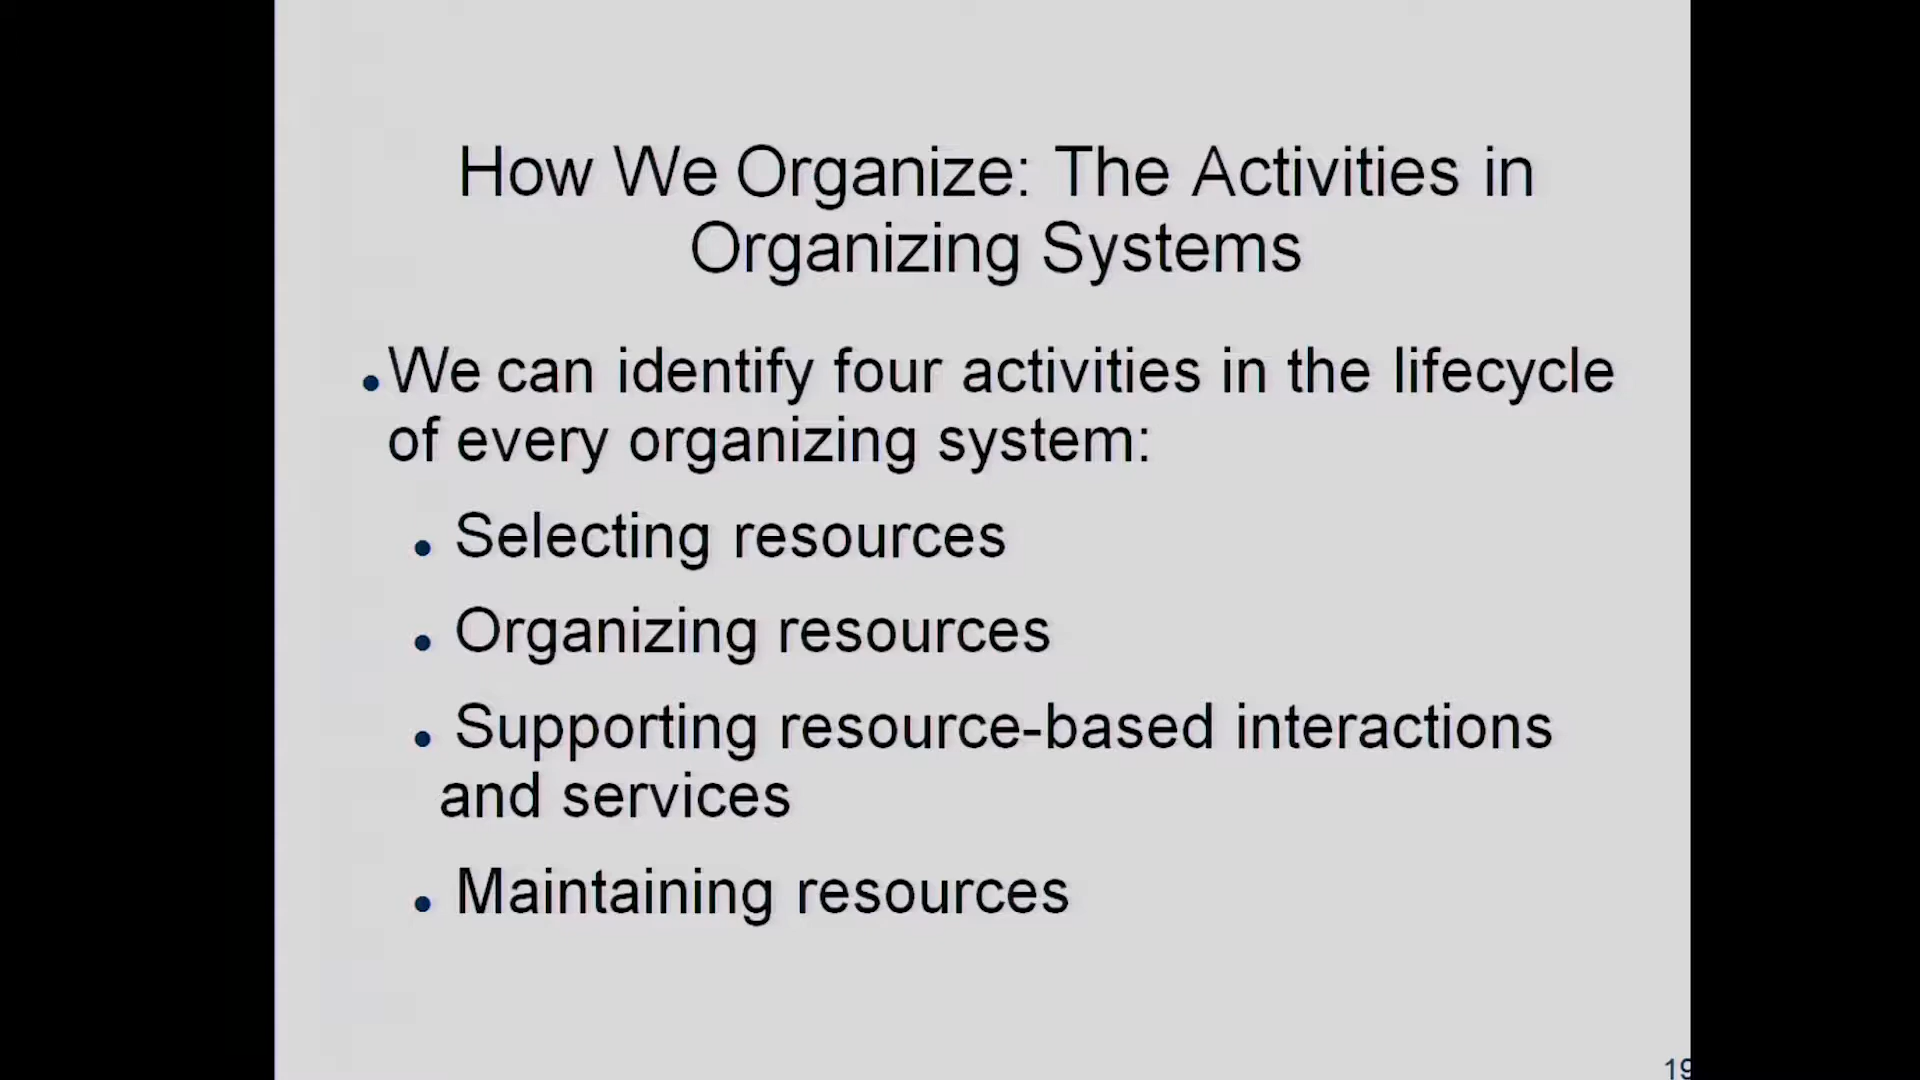 How We Organize: The Activities in
Organizing Systems
• We can identify four activities in the lifecycle
of every organizing system:
• Selecting resources
• Organizing resources
• Supporting resource-based interactions
and services
• Maintaining resources
19